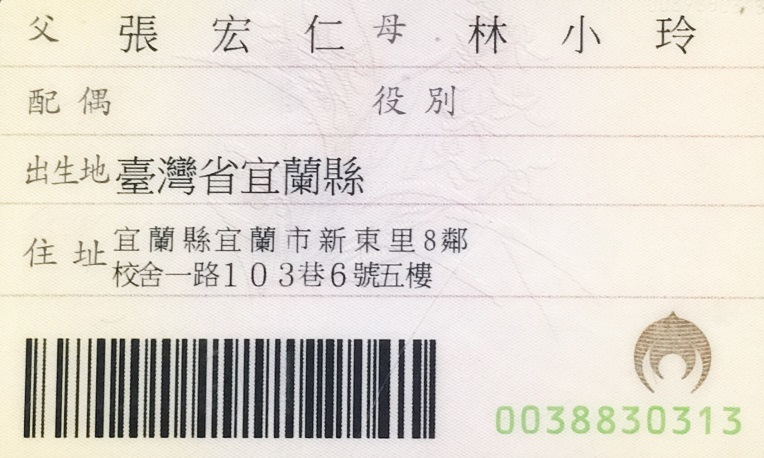 父 張宏仁 母 林小玲
配偶 役別
出生地 臺灣省宜蘭縣
住址 宜蘭縣宜蘭市新東里8鄰
校舍一路103巷6號五樓
0038830313